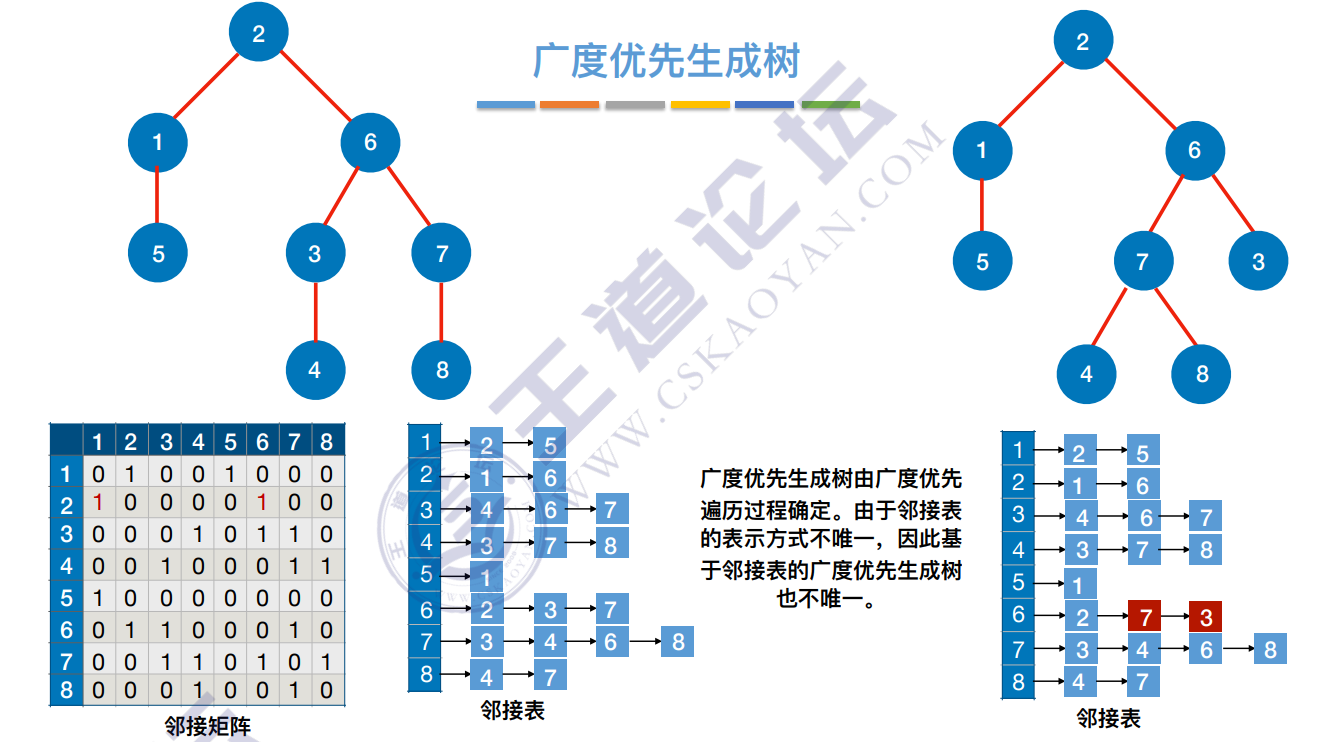 广度优先生成树
2
1 6
5 3 7
4 8
2
1 6
5 7 3
4 8
1 2 3 4 5 6 7 8
1 0 1 0 0 1 0 0 0
2 1 0 0 0 0 1 0 0
3 0 0 0 1 0 1 1 0
4 0 0 1 0 0 0 1 1
5 1 0 0 0 0 0 0 0
6 0 1 1 0 0 0 1 0
7 0 0 1 1 0 1 0 1
8 0 0 0 1 0 0 1 0
邻接矩阵
1 2 5
2 1 6
3 4 6 7
4 3 7 8
5 1
6 2 3 7
7 3 4 6 8
8 4 7
邻接表
广度优先生成树由广度优先
遍历过程确定。由于邻接表
的表示方式不唯一，因此基
于邻接表的广度优先生成树
也不唯一。
1 2 5
2 1 6
3 4 6 7
4 3 7 8
5 1
6 2 7 3
7 3 4 6 8
8 4 7
邻接表
王道论坛
WWW.CSKAOYAN.COM